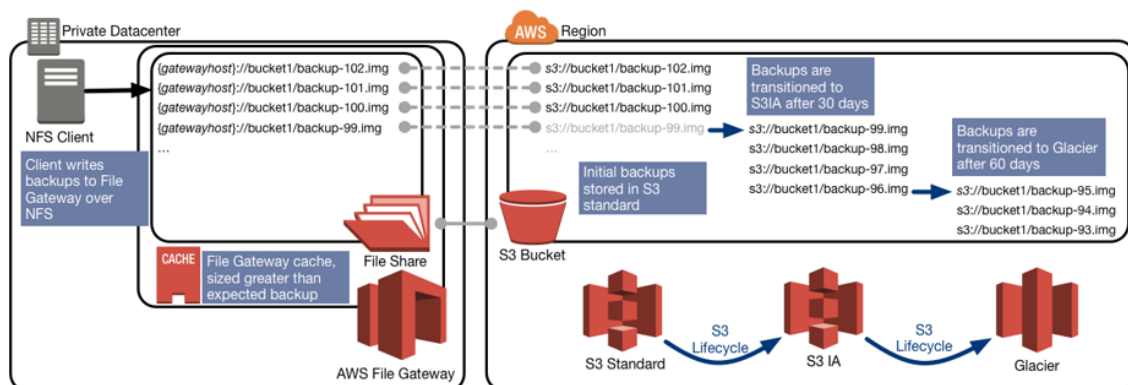 Private Datacenter
NFS Client
Client writes
backups to File
Gateway over
NFS
{gatewayhost}://bucket1/backup-102.img
{gatewayhost}://bucket1/backup-101.img
{gatewayhost}://bucket1/backup-100.img
{gatewayhost}://bucket1/backup-99.img
...
File Share
CACHE
File Gateway cache,
sized greater than
expected backup
AWS File Gateway
AWS
Region
s3://bucket1/backup-102.img
s3://bucket1/backup-101.img
s3://bucket1/backup-100.img
s3://bucket1/backup-99.img
...
Initial backups
stored in S3
standard
S3 Bucket
Backups are
transitioned to
S3IA after 30 days
s3://bucket1/backup-99.img
s3://bucket1/backup-98.img
s3://bucket1/backup-97.img
s3://bucket1/backup-96.img
Backups are
transitioned to Glacier
after 60 days
s3://bucket1/backup-95.img
s3://bucket1/backup-94.img
s3://bucket1/backup-93.img
S3 Standard
S3
Lifecycle
S3 IA
S3
Lifecycle
Glacier